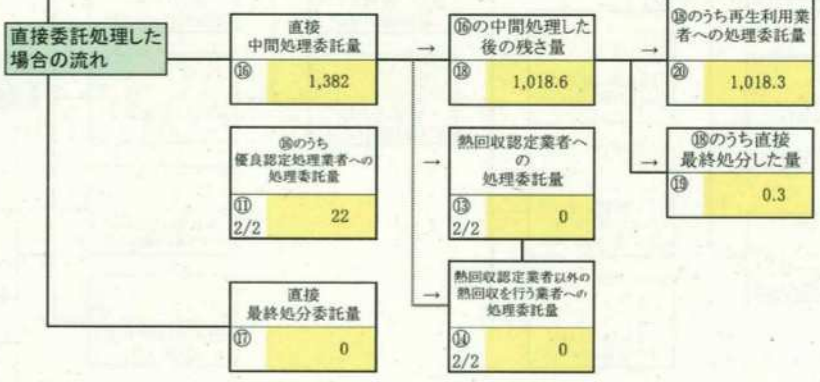 直接委託処理した
場合の流れ
直接
中間処理委託量
⑯
1,382
→
⑯の中間処理した
後の残さ量
⑱
1,018.6
→
⑱のうち再生利用業
者への処理委託量
⑳
1,018.3
⑯のうち
優良認定処理業者への
処理委託量
⑪
2/2
22
→
熱回収認定業者へ
の
処理委託量
⑬
2/2
0
→
⑱のうち直接
最終処分した量
⑲
0.3
直接
最終処分委託量
⑰
0
→
熱回収認定業者以外の
熱回収を行う業者への
処理委託量
⑭
2/2
0